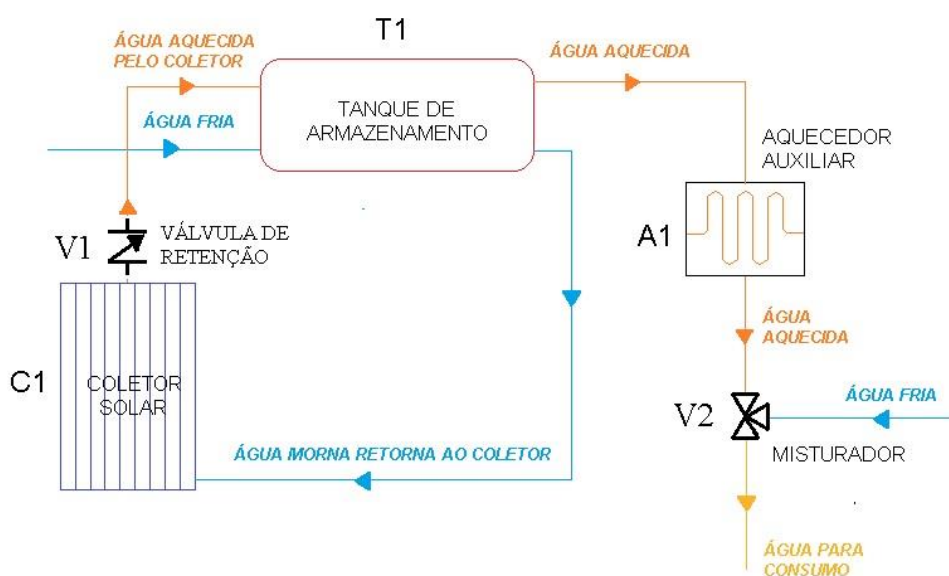 T1
ÁGUA AQUECIDA
PELO COLETOR
ÁGUA AQUECIDA
TANQUE DE
ARMAZENAMENTO
ÁGUA FRIA
AQUECEDOR
AUXILIAR
A1
V1
VÁLVULA DE
RETENÇÃO
ÁGUA
AQUECIDA
C1
COLETOR
SOLAR
V2
ÁGUA FRIA
MISTURADOR
ÁGUA MORNA RETORNA AO COLETOR
ÁGUA PARA
CONSUMO